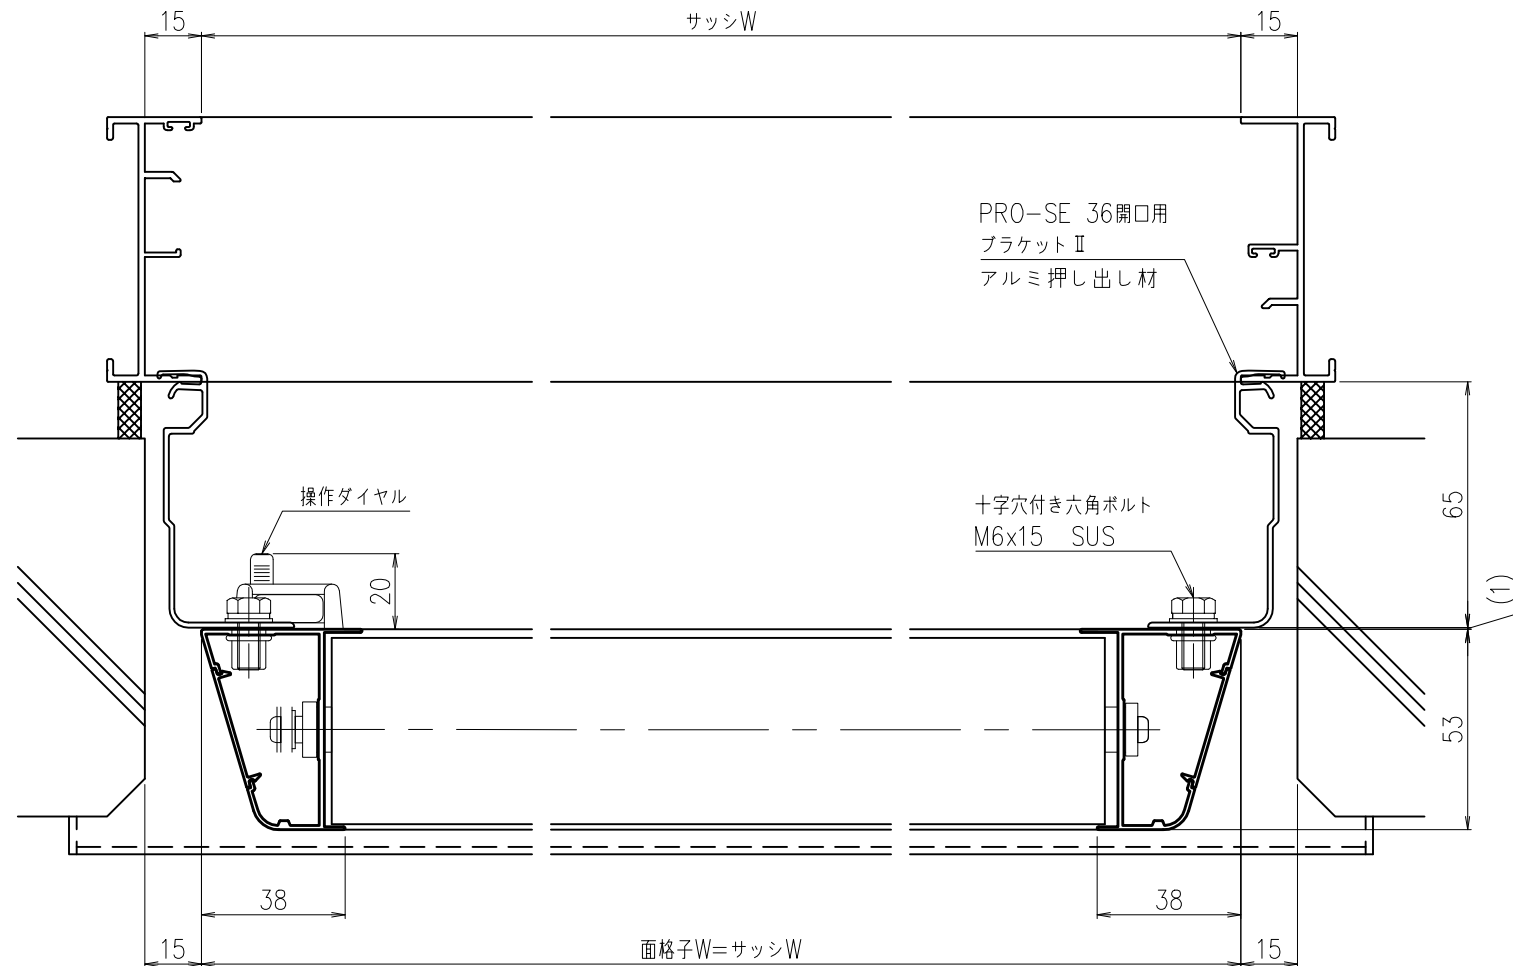 15
サッシW
15
PRO-SE 36開口用
ブラケットⅡ
アルミ押し出し材
操作ダイヤル
十字穴付き六角ボルト
M6x15 SUS
20
65
(1)
53
38
38
15
面格子W=サッシW
15